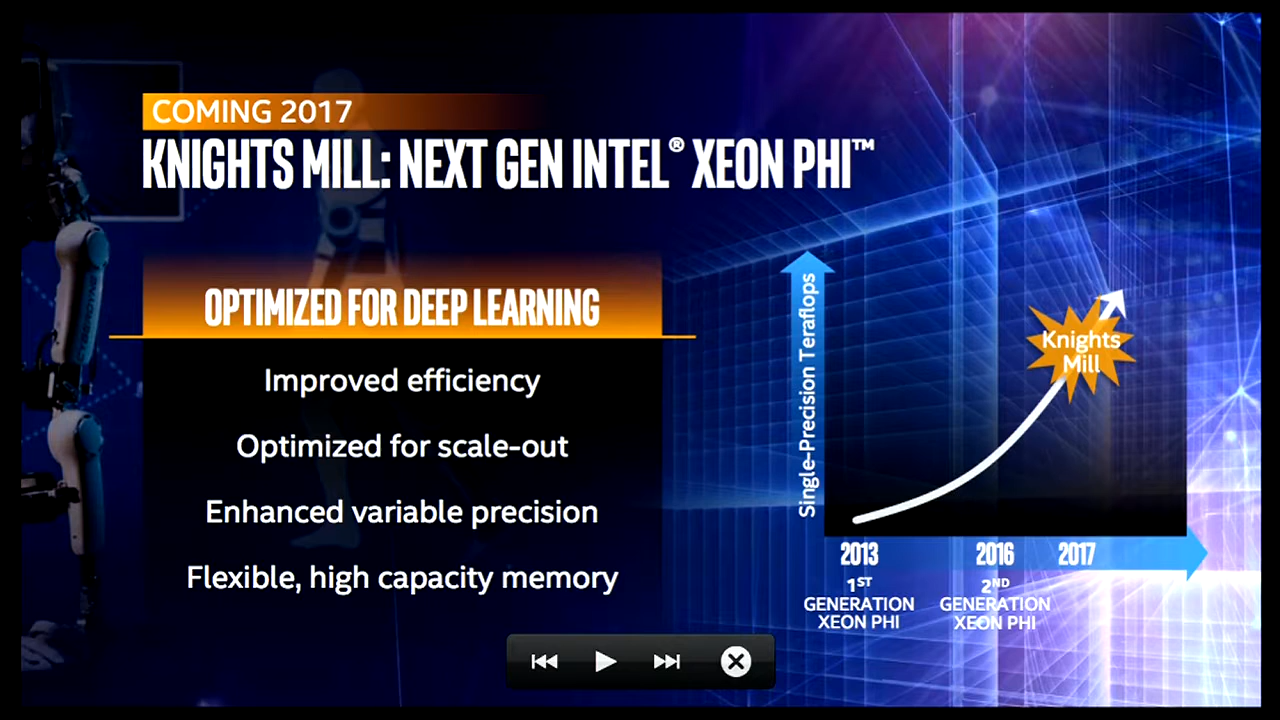 COMING 2017
KNIGHTS MILL: NEXT GEN INTEL® XEON PHI™
OPTIMIZED FOR DEEP LEARNING
Improved efficiency
Optimized for scale-out
Enhanced variable precision
Flexible, high capacity memory
Single-Precision Teraflops
Knights
Mill
2013
1ST
GENERATION
XEON PHI
2016
2ND
GENERATION
XEON PHI
2017